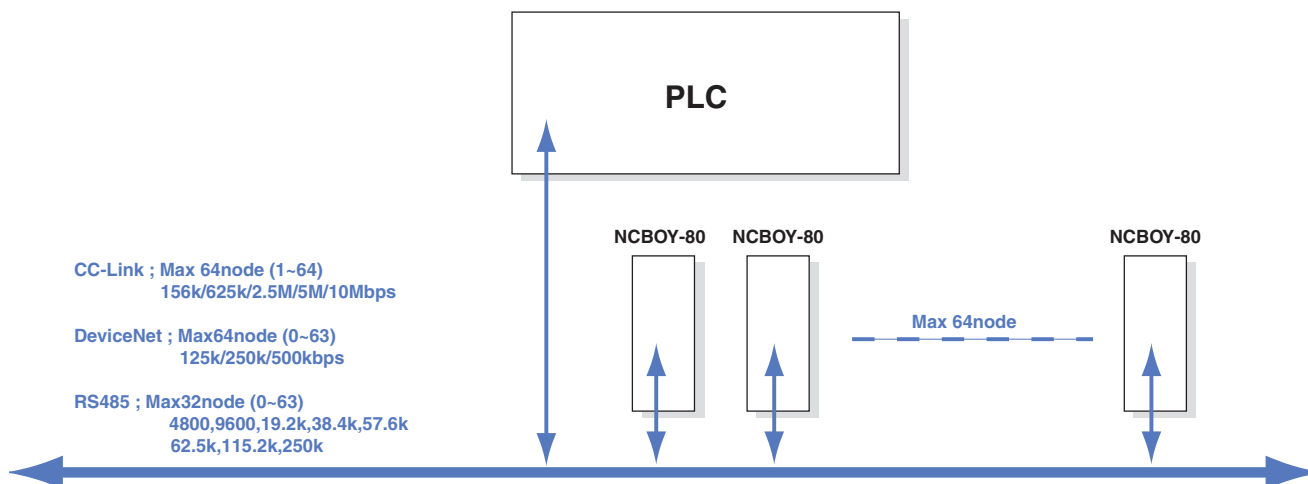 PLC
NCBOY-80
NCBOY-80
NCBOY-80
CC-Link ; Max 64node (1~64)
156k/625k/2.5M/5M/10Mbps
DeviceNet ; Max64node (0~63)
125k/250k/500kbps
RS485 ; Max32node (0~63)
4800,9600,19.2k,38.4k,57.6k
62.5k,115.2k,250k
Max 64node